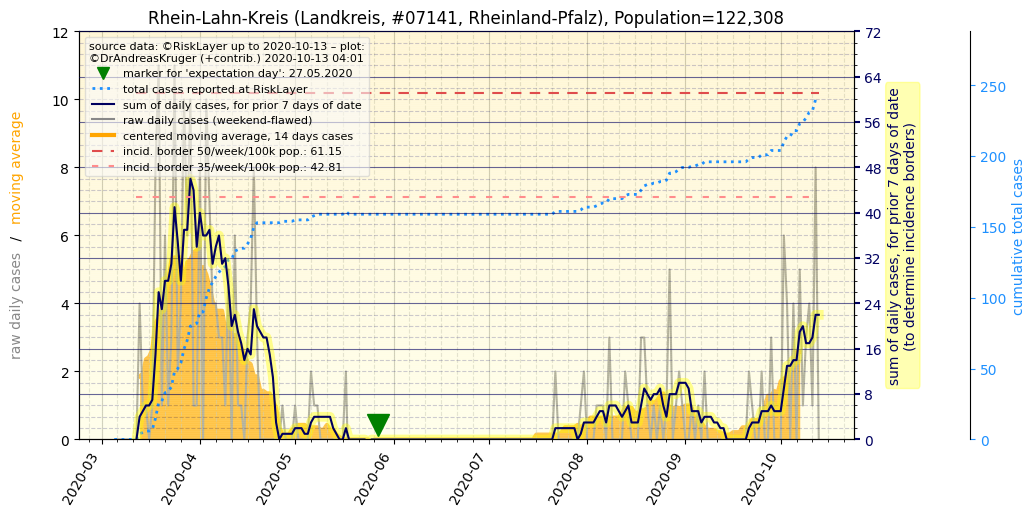 Rhein-Lahn-Kreis (Landkreis, #07141, Rheinland-Pfalz), Population=122,308
source data: ©RiskLayer up to 2020-10-13 – plot:
©DrAndreasKruger (+contrib.) 2020-10-13 04:01
marker for 'expectation day': 27.05.2020
total cases reported at RiskLayer
sum of daily cases, for prior 7 days of date
raw daily cases (weekend-flawed)
centered moving average, 14 days cases
incid. border 50/week/100k pop.: 61.15
incid. border 35/week/100k pop.: 42.81
raw daily cases / moving average
12
10
8
6
4
2
0
72
64
56
48
40
32
24
16
8
0
sum of daily cases, for prior 7 days of date
(to determine incidence borders)
250
200
150
100
50
0
cumulative total cases
2020-03
2020-04
2020-05
2020-06
2020-07
2020-08
2020-09
2020-10